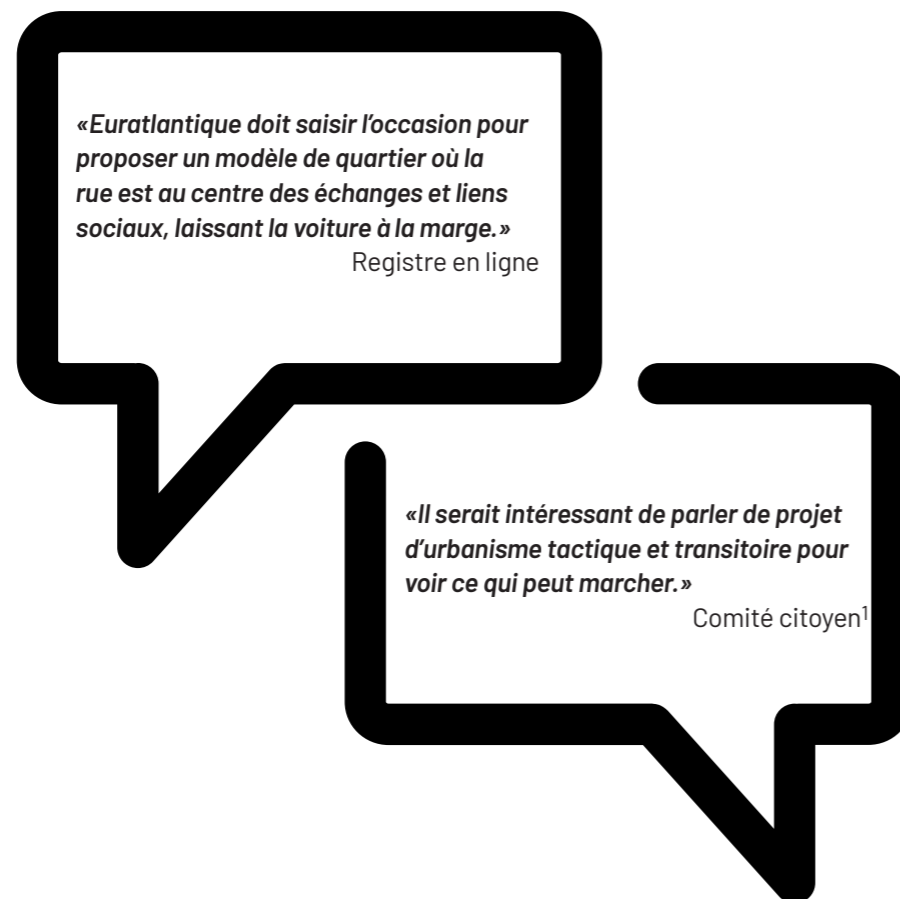 «Euratlantique doit saisir l’occasion pour
proposer un modèle de quartier où la
rue est au centre des échanges et liens
sociaux, laissant la voiture à la marge.»
Registre en ligne
«Il serait intéressant de parler de projet
d’urbanisme tactique et transitoire pour
voir ce qui peut marcher.»
Comité citoyen¹